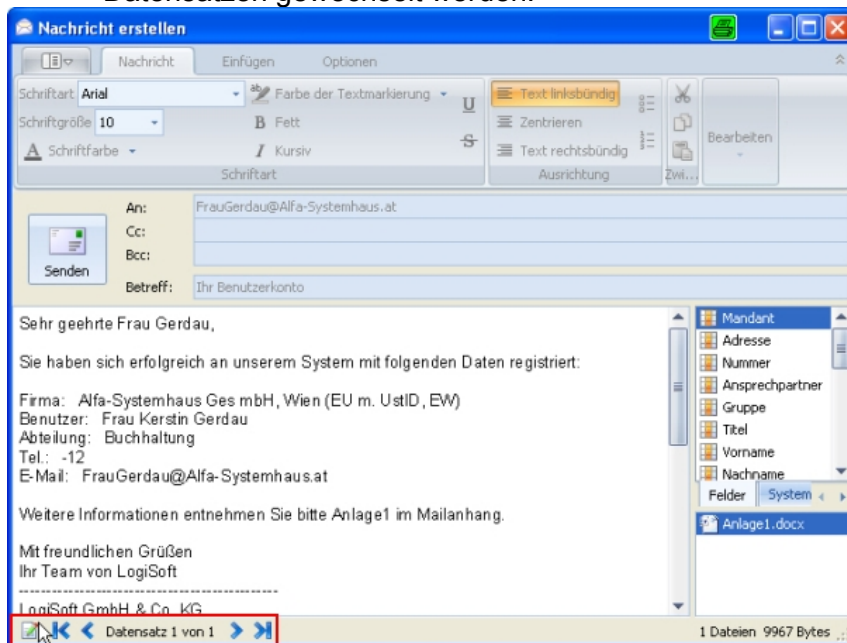 Datensätzen gewechselt werden.
Nachricht erstellen
Nachricht Einfügen Optionen
Schriftart Arial Farbe der Textmarkierung U Text linksbündig
Schriftgröße 10 B Fett Zentrieren Bearbeiten
A Schriftfarbe I Kursiv S Text rechtsbündig
Schriftart Ausrichtung Zwi...
An: FrauGerdau@Alfa-Systemhaus.at
Cc:
Bcc:
Senden
Betreff: Ihr Benutzerkonto
Sehr geehrte Frau Gerdau,
Sie haben sich erfolgreich an unserem System mit folgenden Daten registriert:
Firma: Alfa-Systemhaus Ges mbH, Wien (EU m. UstID, EW)
Benutzer: Frau Kerstin Gerdau
Abteilung: Buchhaltung
Tel.: -12
E-Mail: FrauGerdau@Alfa-Systemhaus.at
Weitere Informationen entnehmen Sie bitte Anlage1 im Mailanhang.
Mit freundlichen Grüßen
Ihr Team von LogiSoft
----------------------------------------------
LogiSoft GmbH & Co. KG
Mandant
Adresse
Nummer
Ansprechpartner
Gruppe
Titel
Vorname
Nachname
Felder System
Anlage1.docx
Datensatz 1 von 1
1 Dateien 9967 Bytes